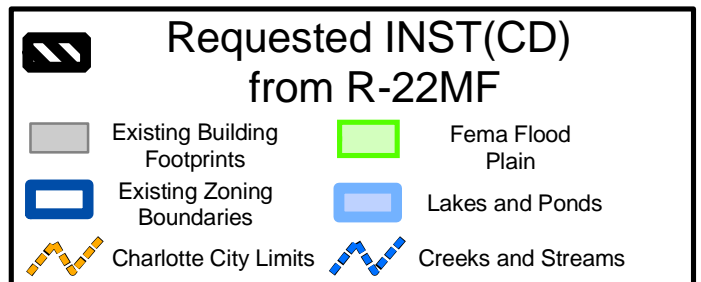 Requested INST(CD)
from R-22MF
Existing Building
Footprints
Fema Flood
Plain
Existing Zoning
Boundaries
Lakes and Ponds
Charlotte City Limits
Creeks and Streams